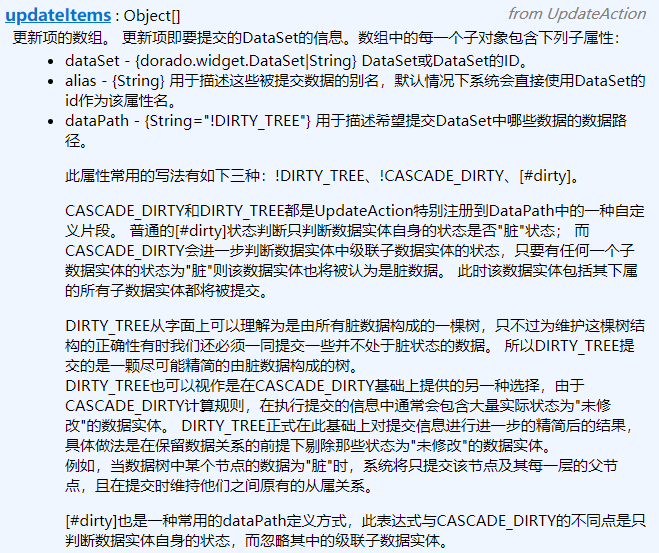 updateItems : Object[] from UpdateAction
更新项的数组。 更新项即要提交的DataSet的信息。数组中的每一个子对象包含下列子属性：
• dataSet - {dorado.widget.DataSet|String} DataSet或DataSet的ID。
• alias - {String} 用于描述这些被提交数据的别名，默认情况下系统会直接使用DataSet的
id作为该属性名。
• dataPath - {String="!DIRTY_TREE"} 用于描述希望提交DataSet中哪些数据的数据路
径。
此属性常用的写法有如下三种：!DIRTY_TREE、!CASCADE_DIRTY、[#dirty]。
CASCADE_DIRTY和DIRTY_TREE都是UpdateAction特别注册到DataPath中的一种自定
义片段。 普通的[#dirty]状态判断只判断数据实体自身的状态是否"脏"状态； 而
CASCADE_DIRTY会进一步判断数据实体中级联子数据实体的状态，只要有任何一个子
数据实体的状态为"脏"则该数据实体也将被认为是脏数据。 此时该数据实体包括其下属
的所有子数据实体都将被提交。
DIRTY_TREE从字面上可以理解为是由所有脏数据构成的一棵树，只不过为维护这棵树结
构的正确性有时我们还必须一同提交一些并不处于脏状态的数据。 所以DIRTY_TREE提
交的是一颗尽可能精简的由脏数据构成的树。
DIRTY_TREE也可以视作是在CASCADE_DIRTY基础上提供的另一种选择，由于
CASCADE_DIRTY计算规则，在执行提交的信息中通常会包含大量实际状态为"未修
改"的数据实体。 DIRTY_TREE正式在此基础上对提交信息进行进一步的精简后的结果，
具体做法是在保留数据关系的前提下剔除那些状态为"未修改"的数据实体。
例如，当数据树中某个节点的数据为"脏"时，系统将只提交该节点及其每一层的父节
点，且在提交时维持他们之间原有的从属关系。
[#dirty]也是一种常用的dataPath定义方式，此表达式与CASCADE_DIRTY的不同点是只
判断数据实体自身的状态，而忽略其中的级联子数据实体。